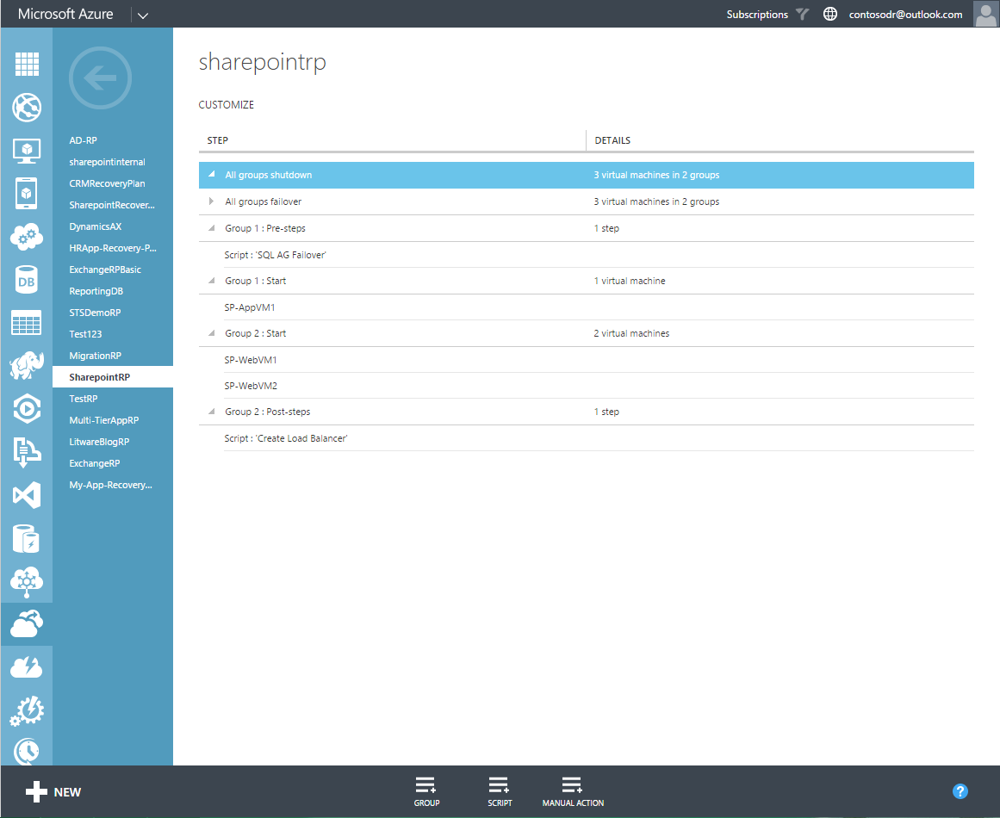 Microsoft Azure
Subscriptions
contosodr@outlook.com
sharepointrp
CUSTOMIZE
AD-RP
sharepointinternal
CRMRecoveryPlan
SharepointRecover...
DynamicsAX
HRApp-Recovery-P...
ExchangeRPBasic
ReportingDB
STSDemoRP
Test123
MigrationRP
SharepointRP
TestRP
Multi-TierAppRP
LitwareBlogRP
ExchangeRP
My-App-Recovery...
DB
STEP DETAILS
All groups shutdown 3 virtual machines in 2 groups
All groups failover 3 virtual machines in 2 groups
Group 1 : Pre-steps 1 step
Script : 'SQL AG Failover'
Group 1 : Start 1 virtual machine
SP-AppVM1
Group 2 : Start 2 virtual machines
SP-WebVM1
SP-WebVM2
Group 2 : Post-steps 1 step
Script : 'Create Load Balancer'
NEW
GROUP
SCRIPT
MANUAL ACTION
?